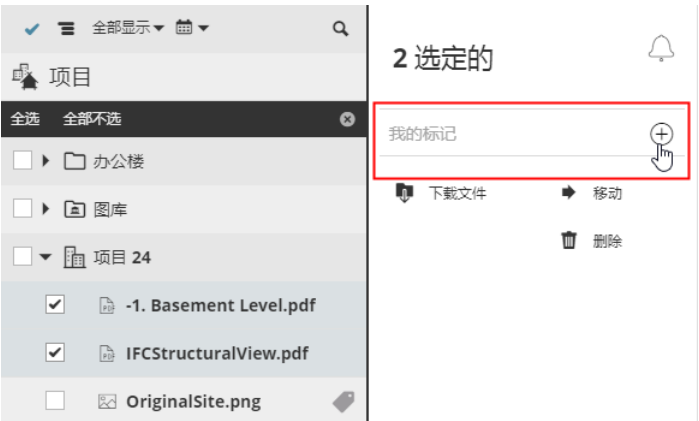 全部显示
项目
全选 全部不选
办公楼
图库
项目 24
-1. Basement Level.pdf
IFCStructuralView.pdf
OriginalSite.png
2 选定的
我的标记
下载文件 移动
删除